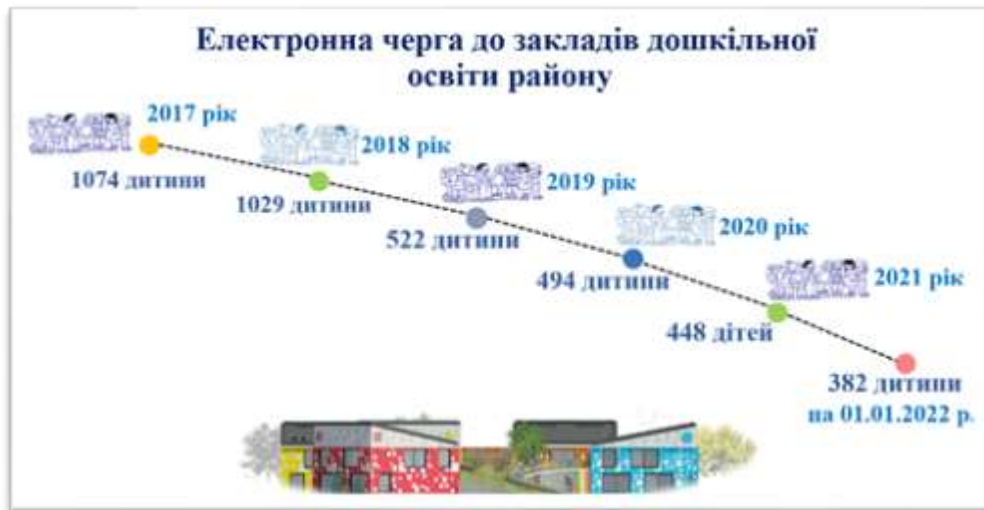 Електронна черга до закладів дошкільної
освіти району
2017 рік
1074 дитини
2018 рік
1029 дитини
2019 рік
522 дитини
2020 рік
494 дитини
2021 рік
448 дітей
382 дитини
на 01.01.2022 р.